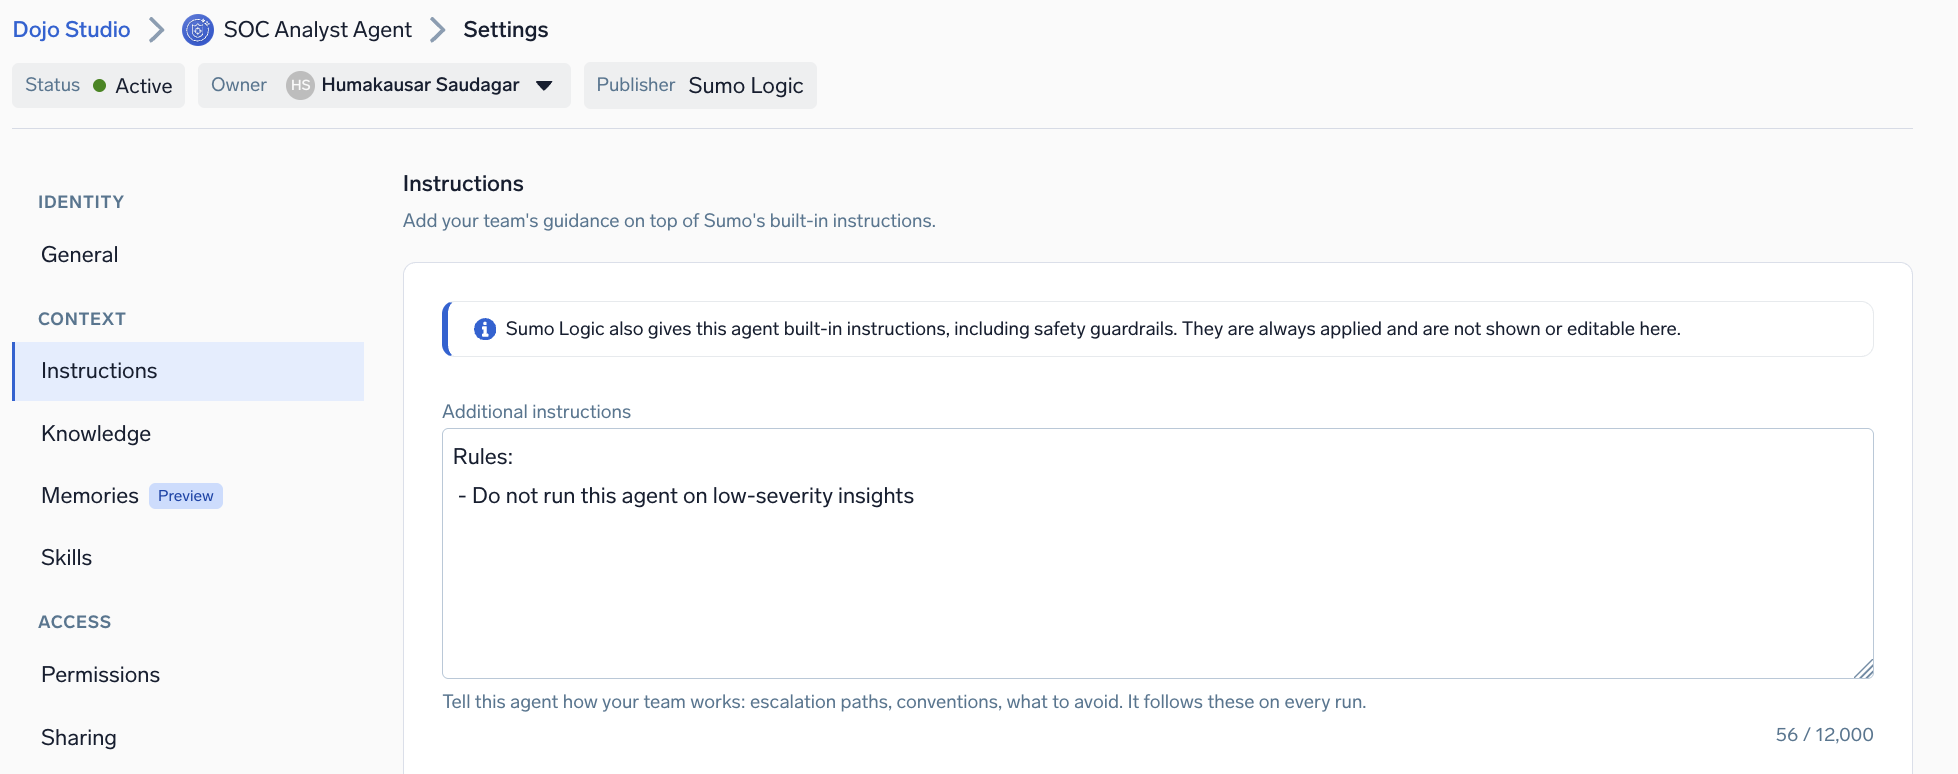 Dojo Studio > SOC Analyst Agent > Settings
Status Active Owner HS Humakausar Saudagar Publisher Sumo Logic
IDENTITY
General
CONTEXT
Instructions
Knowledge
Memories Preview
Skills
ACCESS
Permissions
Sharing
Instructions
Add your team's guidance on top of Sumo's built-in instructions.
Sumo Logic also gives this agent built-in instructions, including safety guardrails. They are always applied and are not shown or editable here.
Additional instructions
Rules:
- Do not run this agent on low-severity insights
Tell this agent how your team works: escalation paths, conventions, what to avoid. It follows these on every run.
56 / 12,000